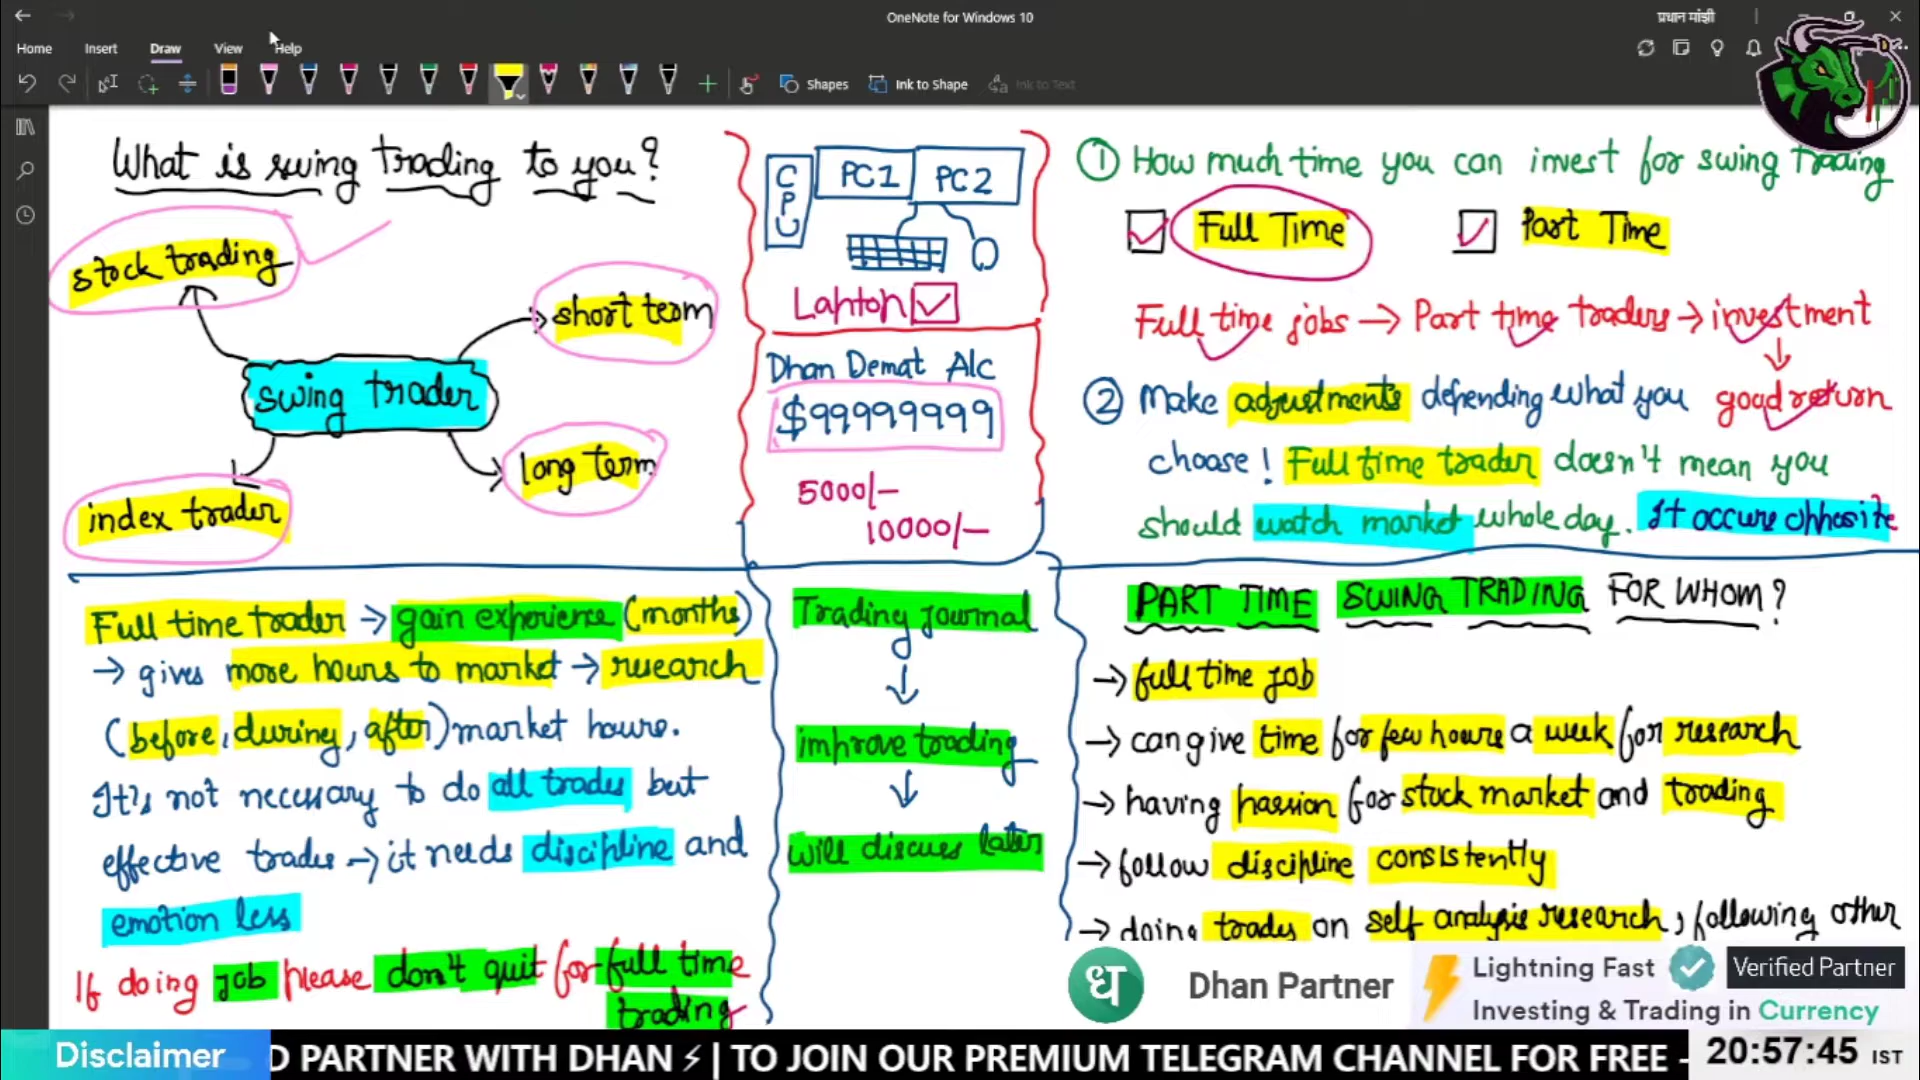 OneNote for Windows 10
प्रधान मांझी
Home Insert Draw View Help
Shapes Ink to Shape Ink to Text
What is swing trading to you?
stock trading
short term
swing trader
long term
index trader
CPU PC1 PC2
Laptop
Dhan Demat A/c
$99999999
5000/-
10000/-
① How much time you can invest for swing trading
Full Time Part Time
Full time jobs → Part time traders → investment
↓
② Make adjustments depending what you good return
choose! Full time trader doesn't mean you
should watch market whole day. It occurs opposite
Full time trader → gain experience (months)
→ gives more hours to market → research
(before, during, after) market hours.
It's not necessary to do all trades but
effective trades → it needs discipline and
emotion less
If doing job please don't quit for full time
trading
Trading journal
↓
improve trading
↓
will discuss later
PART TIME SWING TRADING FOR WHOM?
→ full time job
→ can give time for few hours a week for research
→ having passion for stock market and trading
→ follow discipline consistently
→ doing trades on self analysis research, following other
ध Dhan Partner
Lightning Fast Verified Partner
Investing & Trading in Currency
Disclaimer
D PARTNER WITH DHAN ⚡ | TO JOIN OUR PREMIUM TELEGRAM CHANNEL FOR FREE -
20:57:45 IST